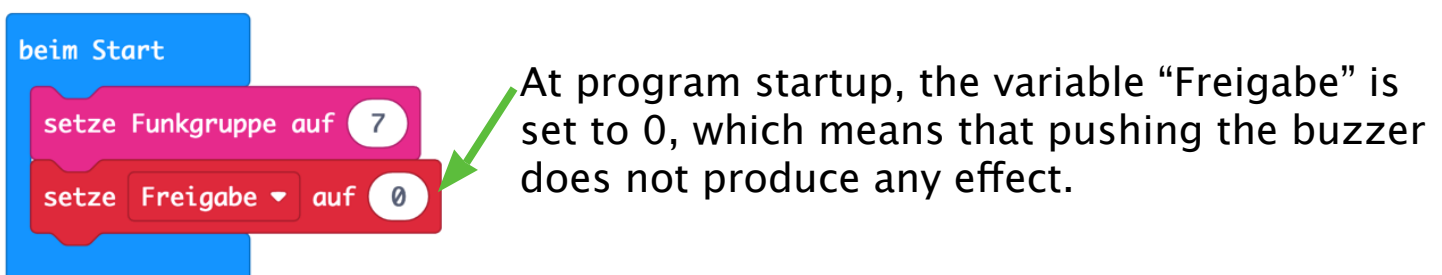 beim Start
setze Funkgruppe auf 7
setze Freigabe auf 0
At program startup, the variable “Freigabe” is
set to 0, which means that pushing the buzzer
does not produce any effect.